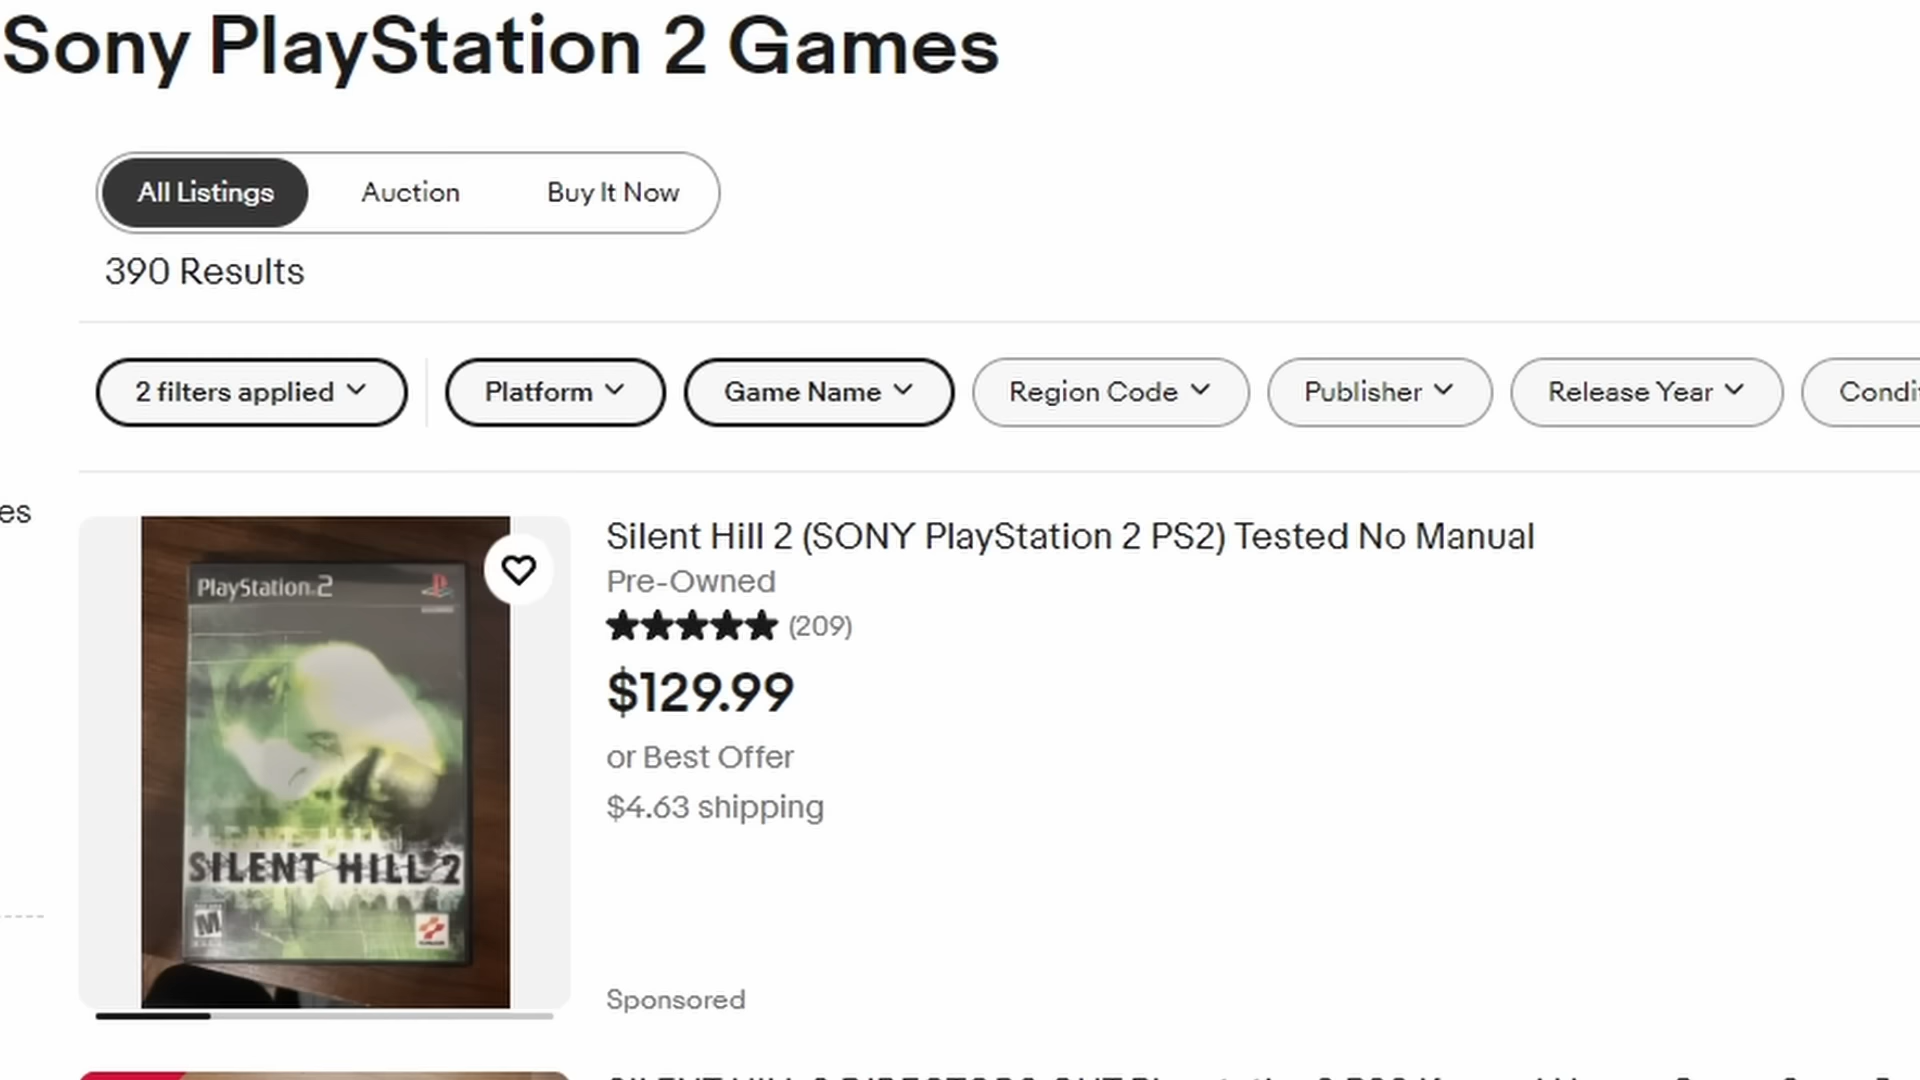 Sony PlayStation 2 Games
All Listings
Auction
Buy It Now
390 Results
2 filters applied
Platform
Game Name
Region Code
Publisher
Release Year
es
PlayStation 2
SILENT HILL 2
M
Silent Hill 2 (SONY PlayStation 2 PS2) Tested No Manual
Pre-Owned
(209)
$129.99
or Best Offer
$4.63 shipping
Sponsored